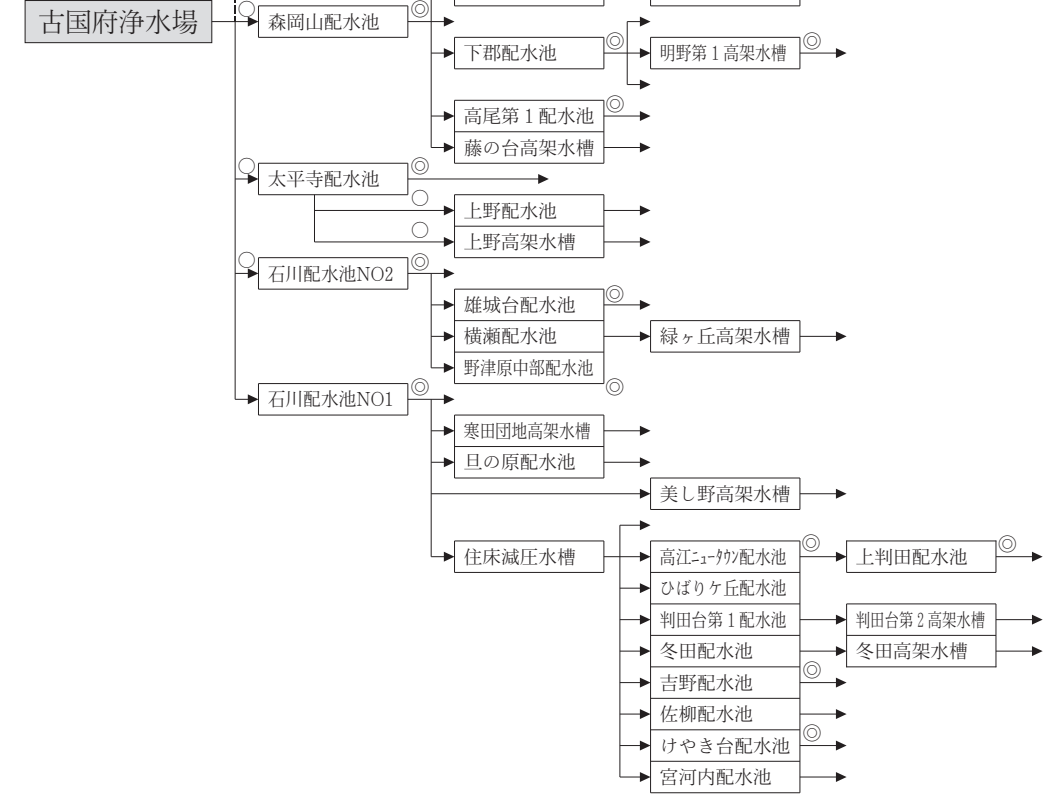 古国府浄水場
森岡山配水池
下郡配水池
明野第1高架水槽
高尾第1配水池
藤の台高架水槽
太平寺配水池
上野配水池
上野高架水槽
石川配水池NO2
雄城台配水池
横瀬配水池
緑ヶ丘高架水槽
野津原中部配水池
石川配水池NO1
寒田団地高架水槽
旦の原配水池
美し野高架水槽
住床減圧水槽
高江ニュータウン配水池
上判田配水池
ひばりケ丘配水池
判田台第1配水池
判田台第2高架水槽
冬田配水池
冬田高架水槽
吉野配水池
佐柳配水池
けやき台配水池
宮河内配水池